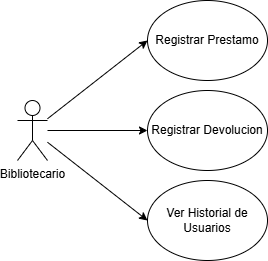 Registrar Prestamo
Registrar Devolucion
Bibliotecario
Ver Historial de
Usuarios